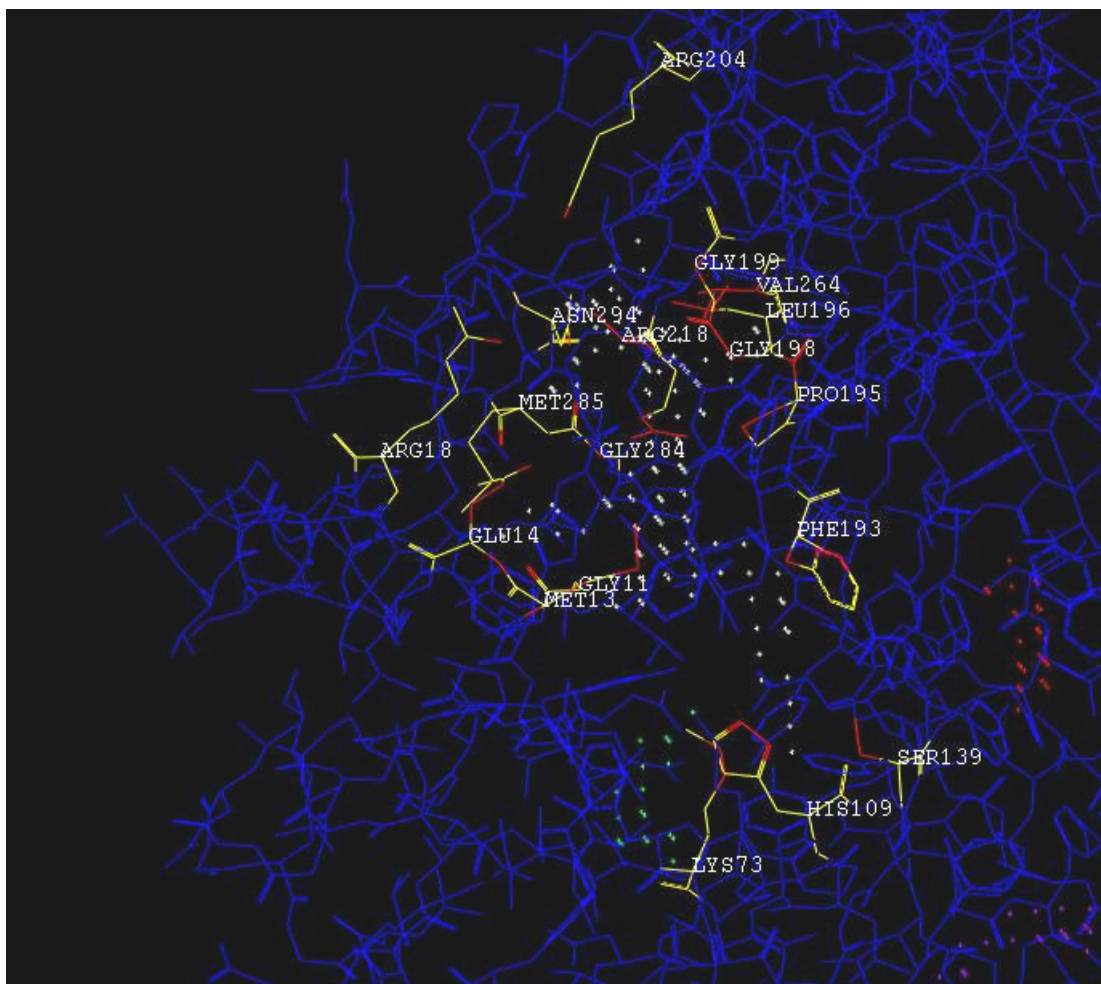 ARG204
GLY199
VAL264
LEU196
ASN294
ARG218
GLY198
PRO195
MET285
ARG18
GLY284
PHE193
GLU14
GLY11
MET13
SER139
HIS109
LYS73